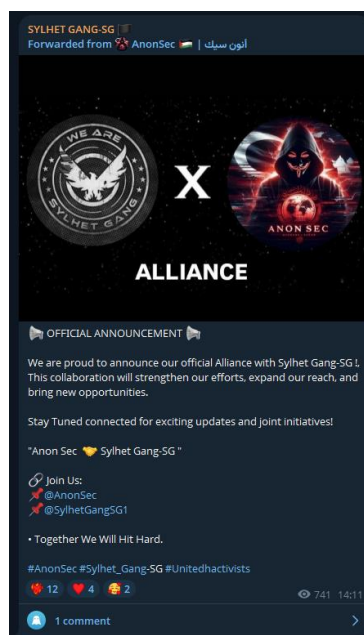 SYLHET GANG-SG
Forwarded from AnonSec 🇵🇸 | أنون سيك
WE ARE
SYLHET GANG
X
ANON SEC
ALLIANCE
📢 OFFICIAL ANNOUNCEMENT 📢
We are proud to announce our official Alliance with Sylhet Gang-SG !,
This collaboration will strengthen our efforts, expand our reach, and
bring new opportunities.
Stay Tuned connected for exciting updates and joint initiatives!
"Anon Sec 🤝 Sylhet Gang-SG "
🔗 Join Us:
📌 @AnonSec
📌 @SylhetGangSG1
• Together We Will Hit Hard.
#AnonSec #Sylhet_Gang-SG #Unitedhactivists
12 ❤ 4 🥰 2
741 14:11
1 comment